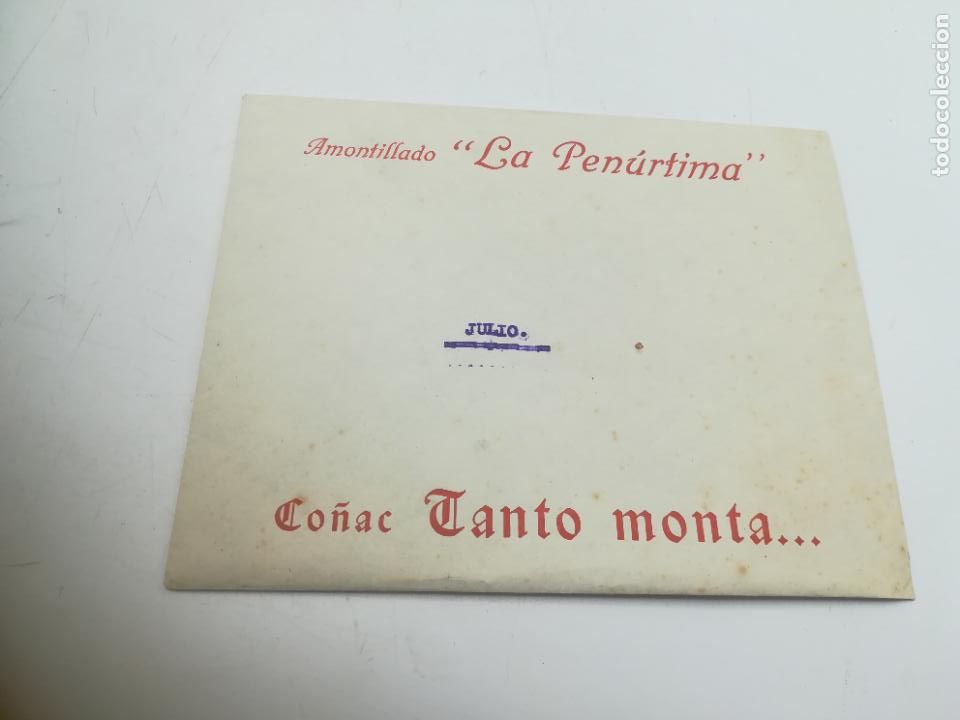 Amontillado "La Penúrtima"
JULIO.
Coñac Tanto monta...
todocoleccion